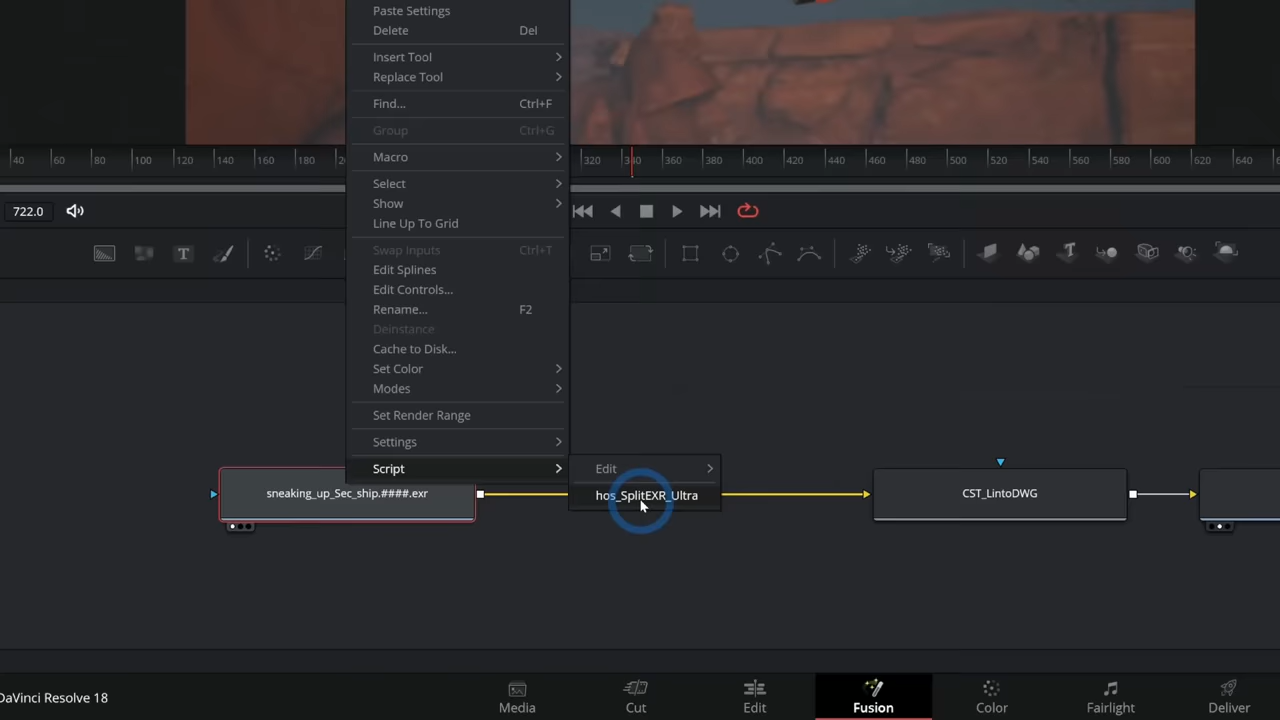 Paste Settings
Delete Del
Insert Tool
Replace Tool
Find... Ctrl+F
Group Ctrl+G
Macro
40 60 80 100 120 140 160 180 320 340 360 380 400 420 440 460 480 500 520 540 560 580 600 620 640
Select
Show
722.0
Line Up To Grid
Swap Inputs Ctrl+T
T
Edit Splines
Edit Controls...
Rename... F2
Deinstance
Cache to Disk...
Set Color
Modes
Set Render Range
Settings
Script
Edit
sneaking_up_Sec_ship.####.exr
hos_SplitEXR_Ultra
CST_LintoDWG
DaVinci Resolve 18
Media
Cut
Edit
Fusion
Color
Fairlight
Deliver